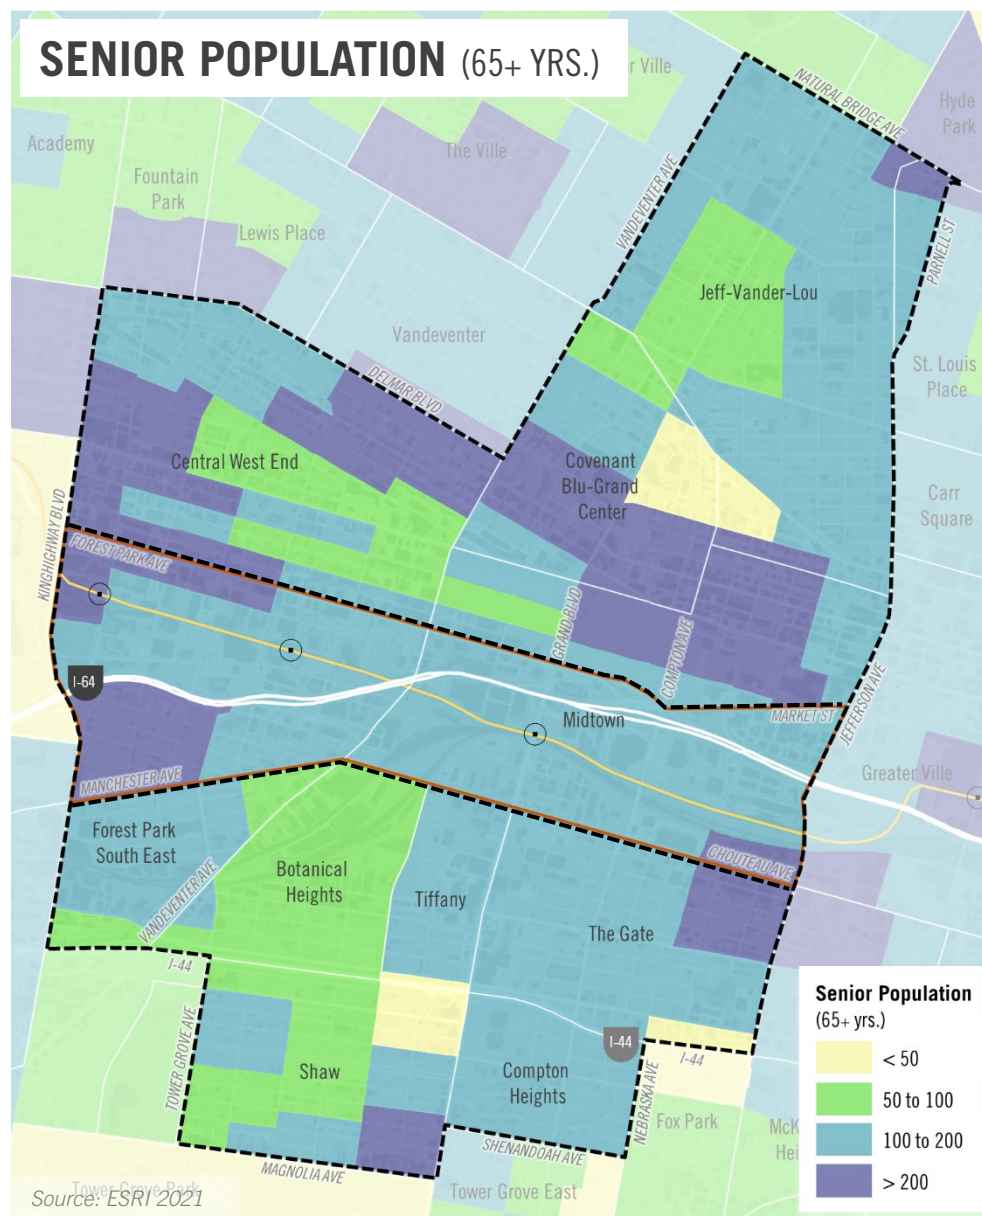 SENIOR POPULATION (65+ YRS.)
r Ville
NATURAL BRIDGE AVE
Hyde
Park
Academy
The Ville
Fountain
Park
VANDEVENTER AVE
Lewis Place
PARNELL ST
Jeff-Vander-Lou
Vandeventer
St. Louis
Place
DELMAR BLVD
Central West End
Covenant
Blu-Grand
Center
Carr
Square
KINGHIGHWAY BLVD
FOREST PARK AVE
GRAND BLVD
COMPTON AVE
I-64
JEFFERSON AVE
Midtown
MARKET ST
Greater Ville
MANCHESTER AVE
Forest Park
South East
CHOUTEAU AVE
Botanical
Heights
VANDEVENTER AVE
Tiffany
The Gate
I-44
Senior Population
(65+ yrs.)
< 50
50 to 100
100 to 200
> 200
TOWER GROVE AVE
I-44
I-44
Shaw
Compton
Heights
NEBRASKA AVE
Fox Park
McK
Hei
SHENANDOAH AVE
MAGNOLIA AVE
Tower Grove Park
Tower Grove East
Source: ESRI 2021